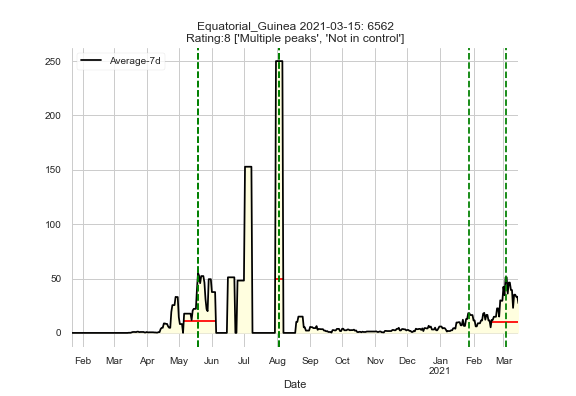 Equatorial_Guinea 2021-03-15: 6562
Rating:8 ['Multiple peaks', 'Not in control']
Average-7d
250
200
150
100
50
0
Feb Mar Apr May Jun Jul Aug Sep Oct Nov Dec Jan Feb Mar
2021
Date